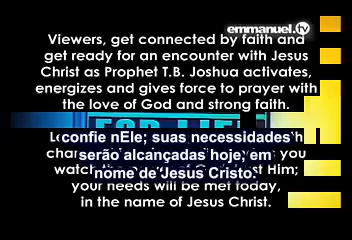 emmanuel.tv
Viewers, get connected by faith and
get ready for an encounter with Jesus
Christ as Prophet T.B. Joshua activates,
energizes and gives force to prayer with
the love of God and strong faith.
confie nEle; suas necessidades
serão alcançadas hoje, em
nome de Jesus Cristo.
you
watch Him;
your needs will be met today,
in the name of Jesus Christ.